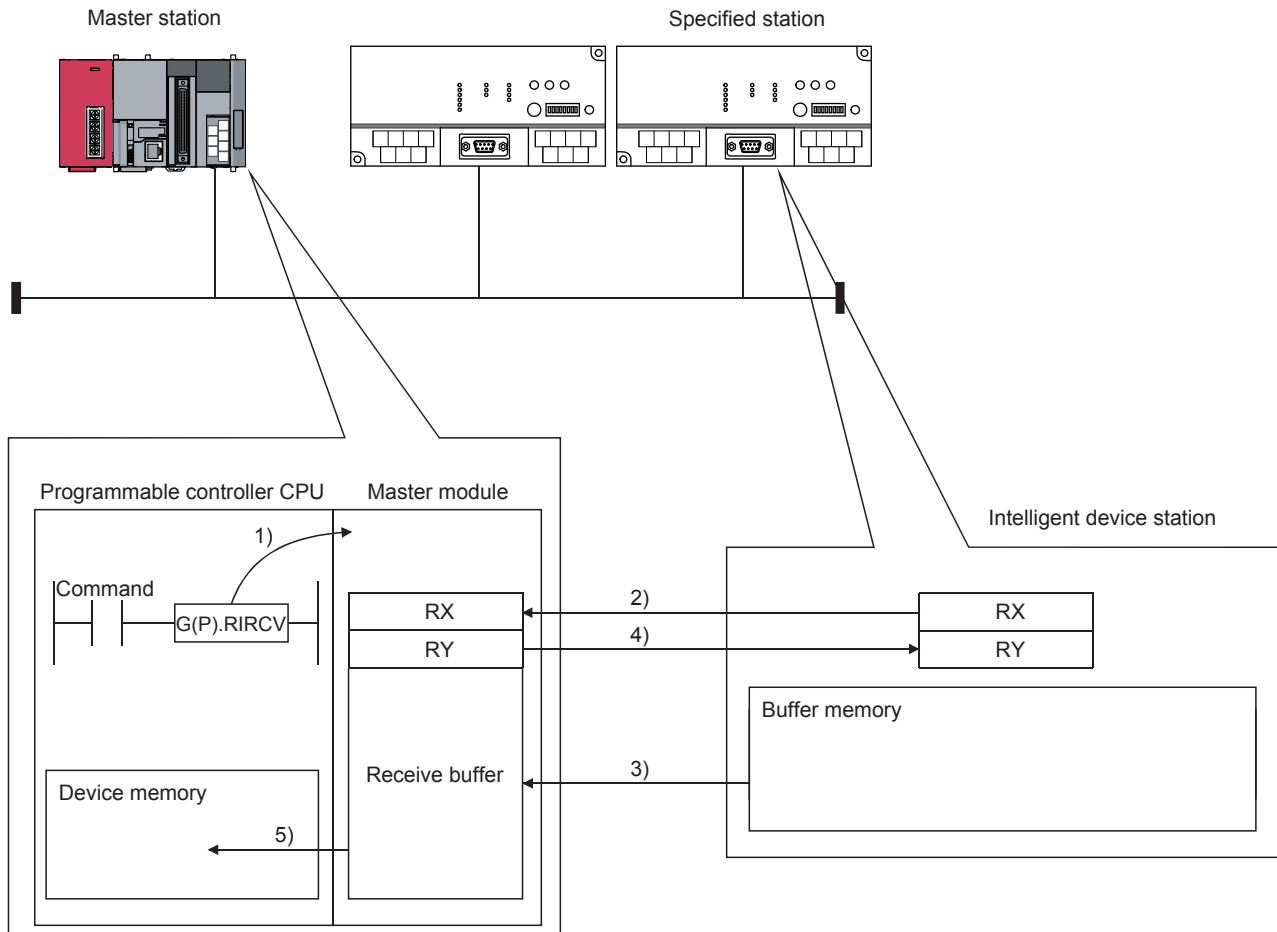 Master station
Specified station
Programmable controller CPU
Master module
Intelligent device station
1)
Command
G(P).RIRCV
RX
2)
RX
RY
4)
RY
Buffer memory
Receive buffer
3)
Device memory
5)